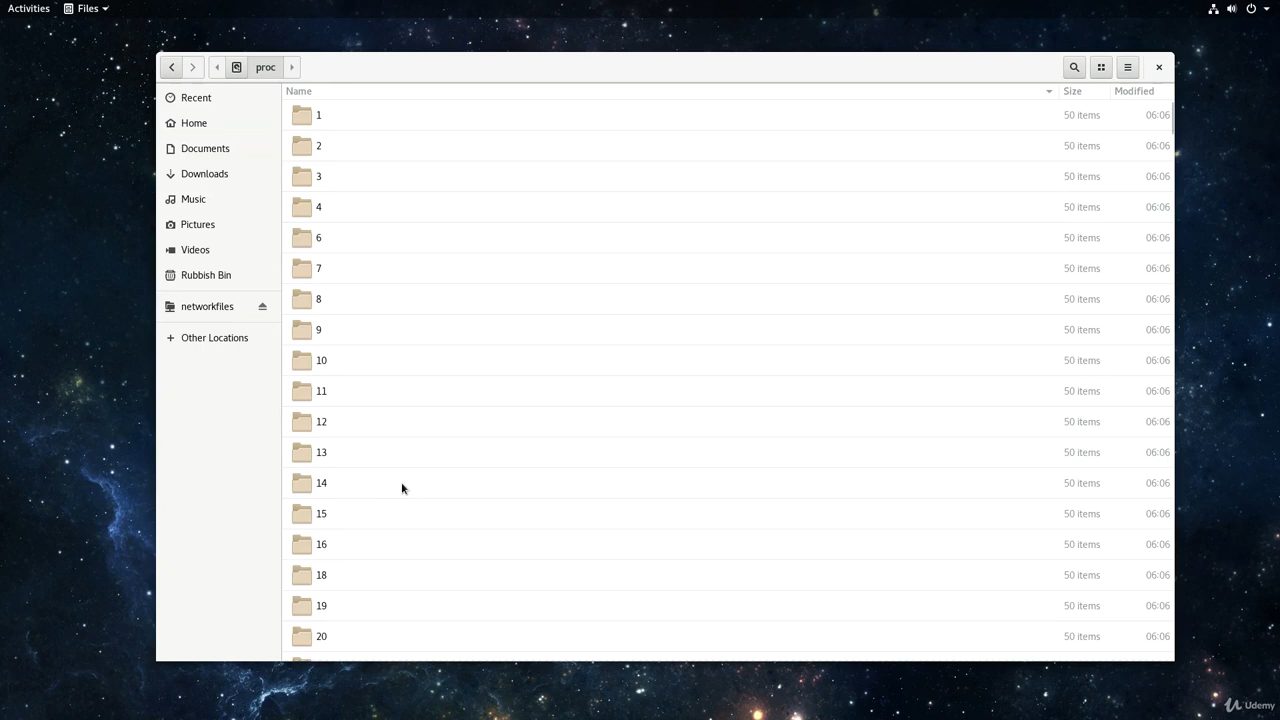 Activities Files
proc
Name Size Modified
Recent
Home
Documents
Downloads
Music
Pictures
Videos
Rubbish Bin
networkfiles
Other Locations
1 50 items 06:06
2 50 items 06:06
3 50 items 06:06
4 50 items 06:06
6 50 items 06:06
7 50 items 06:06
8 50 items 06:06
9 50 items 06:06
10 50 items 06:06
11 50 items 06:06
12 50 items 06:06
13 50 items 06:06
14 50 items 06:06
15 50 items 06:06
16 50 items 06:06
18 50 items 06:06
19 50 items 06:06
20 50 items 06:06
Udemy